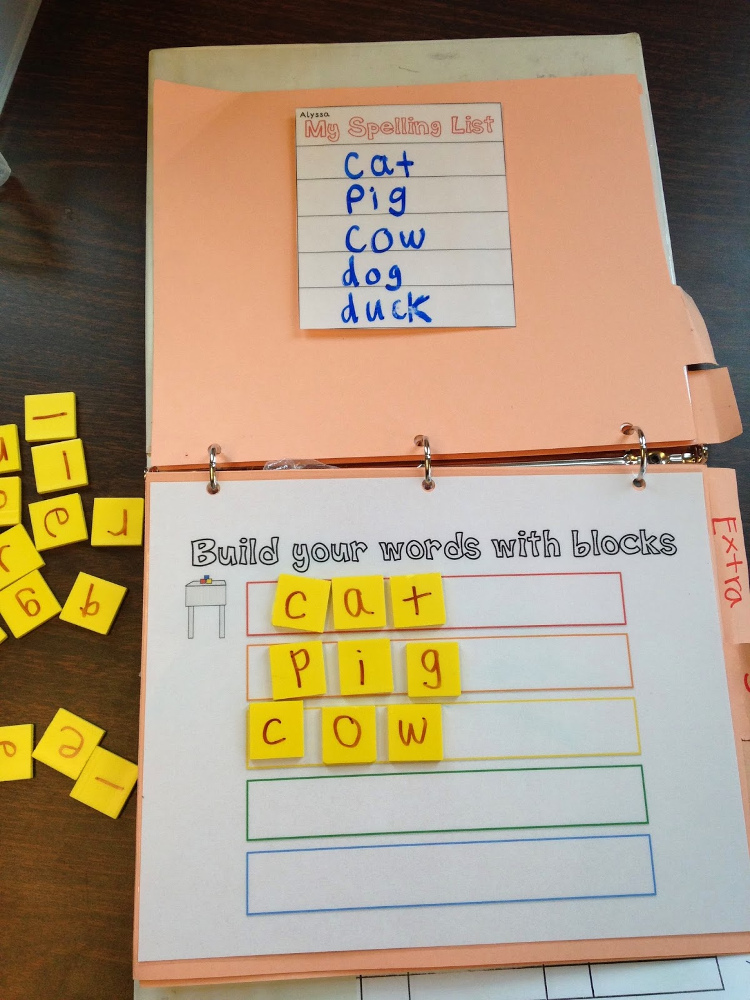 Alyssa
My Spelling List
cat
pig
cow
dog
duck
Build your words with blocks
cat
pig
cow
Extra
l
l
e
r
g
e
l